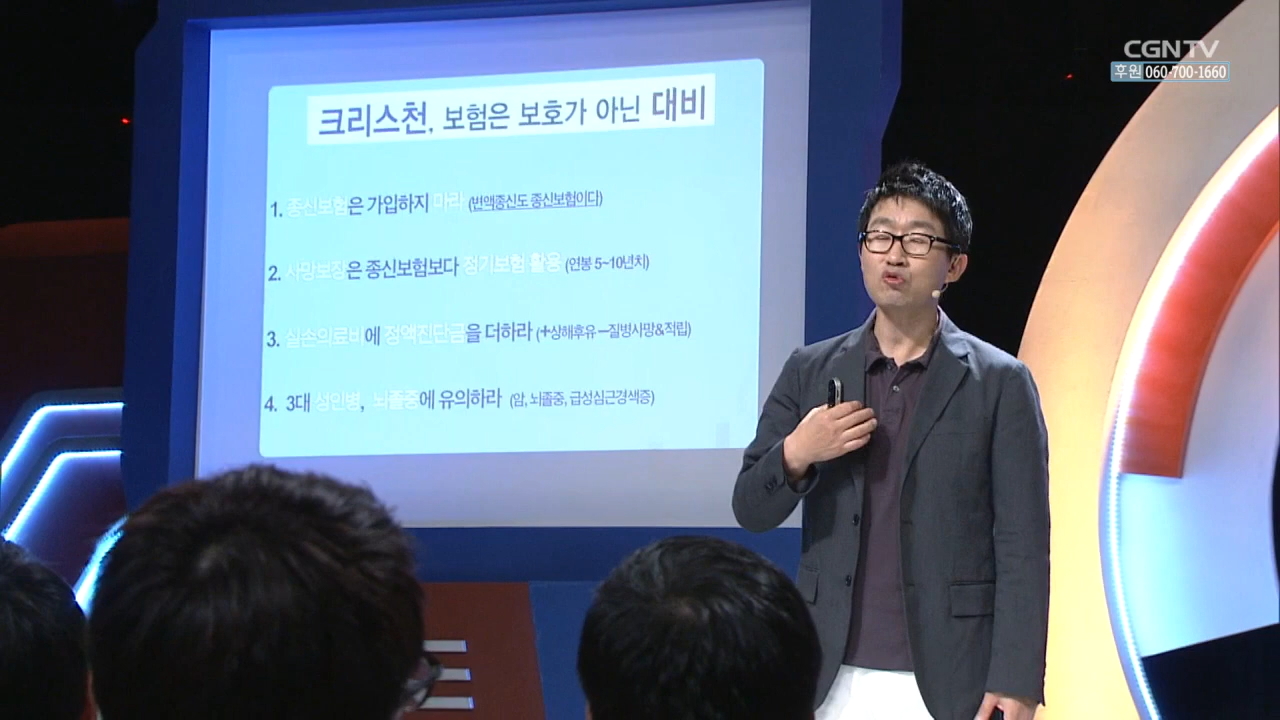 CGNTV
후원 060-700-1660
크리스천, 보험은 보호가 아닌 대비
1. 종신보험은 가입하지 마라 (변액종신도 종신보험이다)
2. 사망보장은 종신보험보다 정기보험 활용 (연봉 5~10년치)
3. 실손의료비에 정액진단금을 더하라 (+상해후유-질병사망&적립)
4. 3대 성인병, 뇌졸중에 유의하라 (암, 뇌졸중, 급성심근경색증)